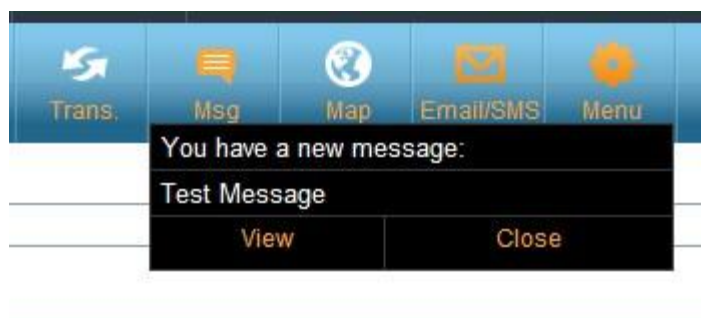 Trans. Msg Map Email/SMS Menu
You have a new message:
Test Message
View Close